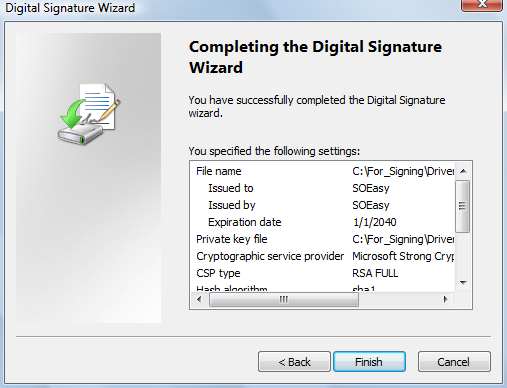 Digital Signature Wizard
Completing the Digital Signature
Wizard
You have successfully completed the Digital Signature
wizard.
You specified the following settings:
File name C:\For_Signing\Driver
Issued to SOEasy
Issued by SOEasy
Expiration date 1/1/2040
Private key file C:\For_Signing\Driver
Cryptographic service provider Microsoft Strong Cryp
CSP type RSA FULL
Hash algorithm sha1
< Back Finish Cancel